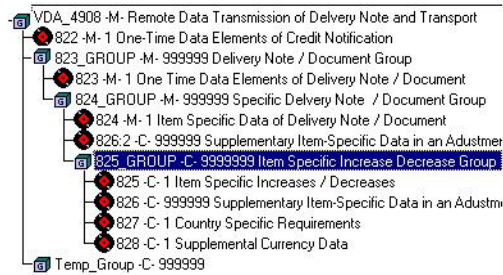 VDA_4908 -M- Remote Data Transmission of Delvery Note and Transport
822 -M- 1 One-Time Data Elements of Credit Notification
823_GROUP -M- 999999 Delivery Note / Document Group
823 -M- 1 One Time Data Elements of Delivery Note / Document
824_GROUP -M- 999999 Specific Delivery Note / Document Group
824 -M- 1 Item Specific Data of Delivery Note / Document
826:2 -C- 999999 Supplementary Item-Specific Data in an Adustmer
825_GROUP -C- 9999999 Item Specific Increase Decrease Group
825 -C- 1 Item Specific Increases / Decreases
826 -C- 999999 Supplementary Item-Specific Data in an Adustme
827 -C- 1 Country Specific Requirements
828 -C- 1 Supplemental Currency Data
Temp_Group -C- 999999